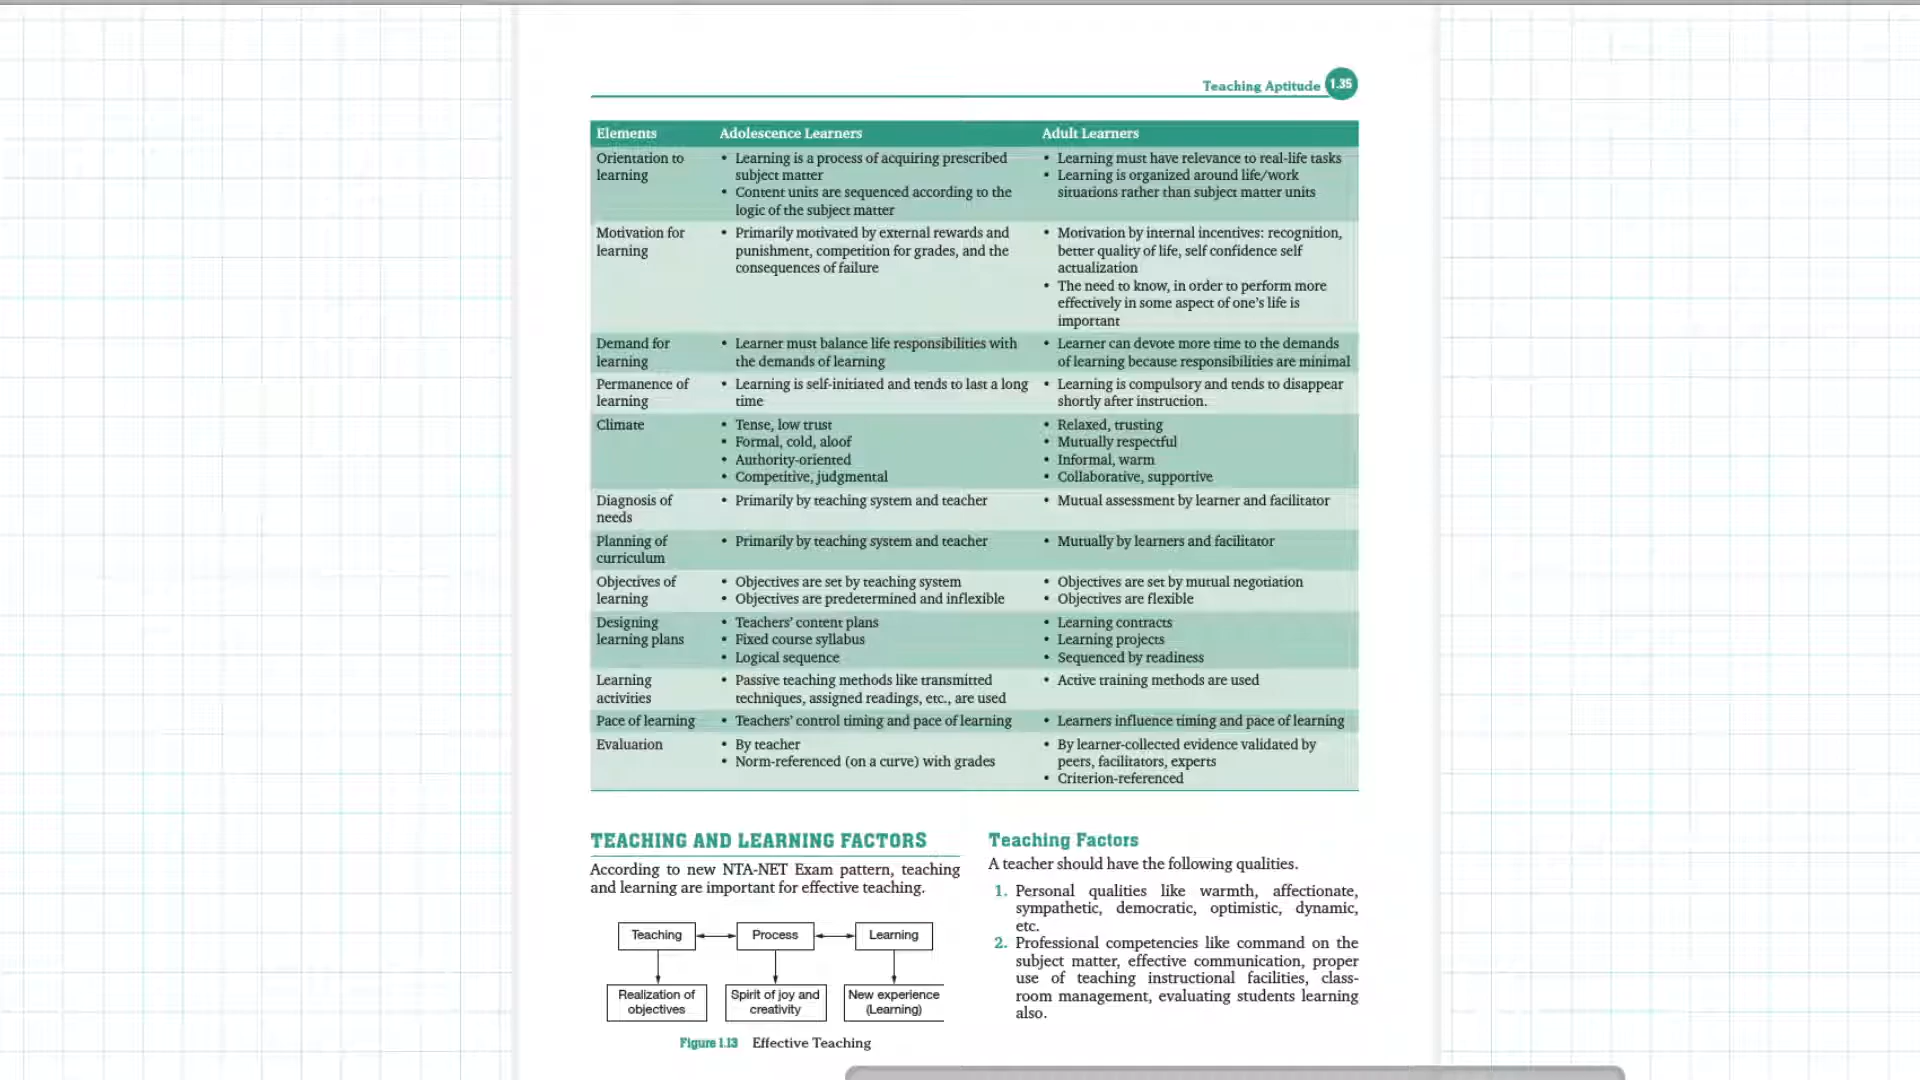 Teaching Aptitude 1.35
Elements Adolescence Learners Adult Learners
Orientation to learning
• Learning is a process of acquiring prescribed
subject matter
• Content units are sequenced according to the
logic of the subject matter
• Learning must have relevance to real-life tasks
• Learning is organized around life/work
situations rather than subject matter units
Motivation for
learning
• Primarily motivated by external rewards and
punishment, competition for grades, and the
consequences of failure
• Motivation by internal incentives: recognition,
better quality of life, self confidence self
actualization
• The need to know, in order to perform more
effectively in some aspect of one's life is
important
Demand for
learning
• Learner must balance life responsibilities with
the demands of learning
• Learner can devote more time to the demands
of learning because responsibilities are minimal
Permanence of
learning
• Learning is self-initiated and tends to last a long
time
• Learning is compulsory and tends to disappear
shortly after instruction.
Climate
• Tense, low trust
• Formal, cold, aloof
• Authority-oriented
• Competitive, judgmental
• Relaxed, trusting
• Mutually respectful
• Informal, warm
• Collaborative, supportive
Diagnosis of
needs
• Primarily by teaching system and teacher
• Mutual assessment by learner and facilitator
Planning of
curriculum
• Primarily by teaching system and teacher
• Mutually by learners and facilitator
Objectives of
learning
• Objectives are set by teaching system
• Objectives are predetermined and inflexible
• Objectives are set by mutual negotiation
• Objectives are flexible
Designing
learning plans
• Teachers' content plans
• Fixed course syllabus
• Logical sequence
• Learning contracts
• Learning projects
• Sequenced by readiness
Learning
activities
• Passive teaching methods like transmitted
techniques, assigned readings, etc., are used
• Active training methods are used
Pace of learning
• Teachers' control timing and pace of learning
• Learners influence timing and pace of learning
Evaluation
• By teacher
• Norm-referenced (on a curve) with grades
• By learner-collected evidence validated by
peers, facilitators, experts
• Criterion-referenced
TEACHING AND LEARNING FACTORS
According to new NTA-NET Exam pattern, teaching
and learning are important for effective teaching.
Teaching Process Learning
Realization of
objectives
Spirit of joy and
creativity
New experience
(Learning)
Figure 1.13 Effective Teaching
Teaching Factors
A teacher should have the following qualities.
1. Personal qualities like warmth, affectionate,
sympathetic, democratic, optimistic, dynamic,
etc.
2. Professional competencies like command on the
subject matter, effective communication, proper
use of teaching instructional facilities, class-
room management, evaluating students learning
also.